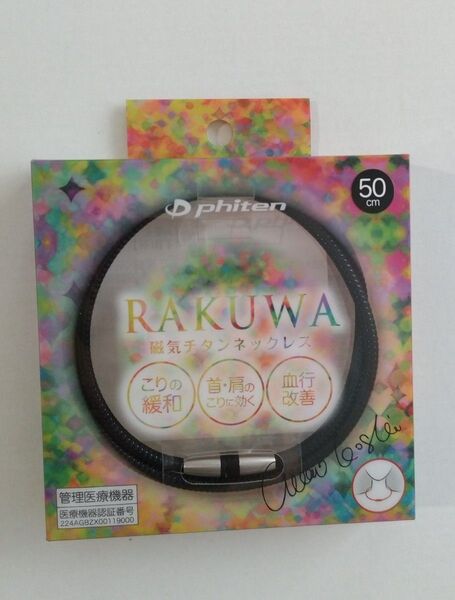 phiten
50
cm
RAKUWA
磁気チタンネックレス
こりの
緩和
首・肩の
こりに効く
血行
改善
管理医療機器
医療機器認証番号
224AGBZX00119000